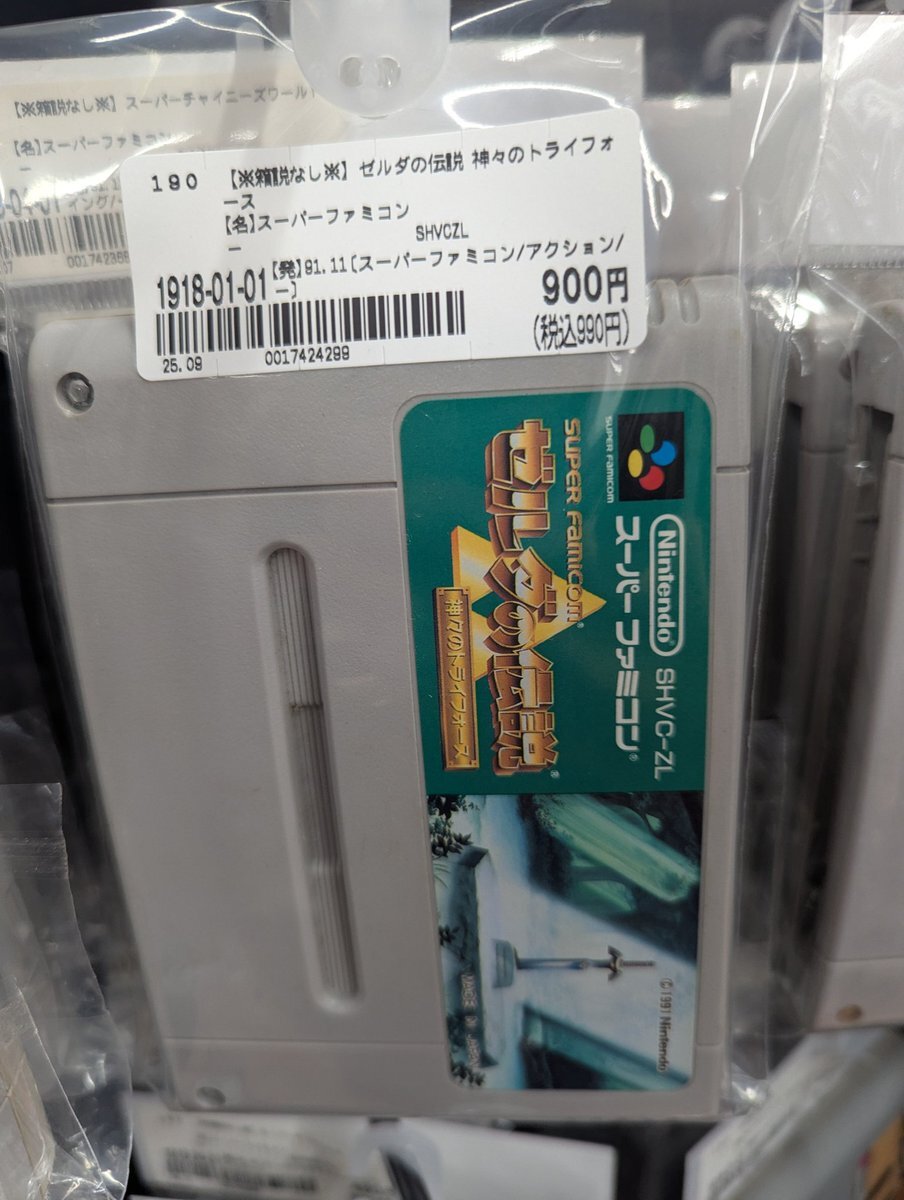 【※箱説なし※】スーパーチャイニーズワール
【名】スーパーファミコン
190 【※箱説なし※】ゼルダの伝説 神々のトライフォ
ース
【名】スーパーファミコン
ー SHVCZL
1918-01-01 【発】91.11〔スーパーファミコン/アクション/
ー〕
900円
(税込990円)
25.09 0017424299
SUPER FAMICOM
Nintendo SHVC-ZL
スーパーファミコン®
SUPER FAMICOM®
ゼルダの伝説®
神々のトライフォース
©1991 Nintendo
MADE IN JAPAN